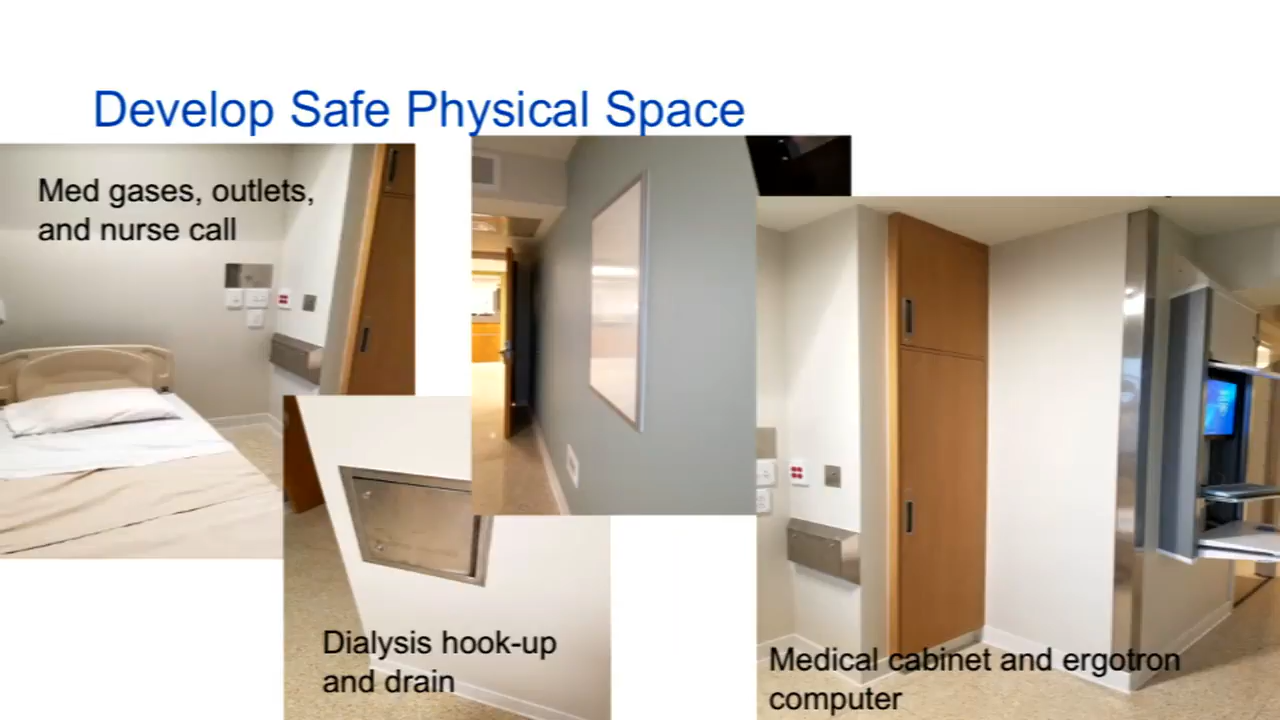 Develop Safe Physical Space
Med gases, outlets,
and nurse call
Dialysis hook-up
and drain
Medical cabinet and ergotron
computer